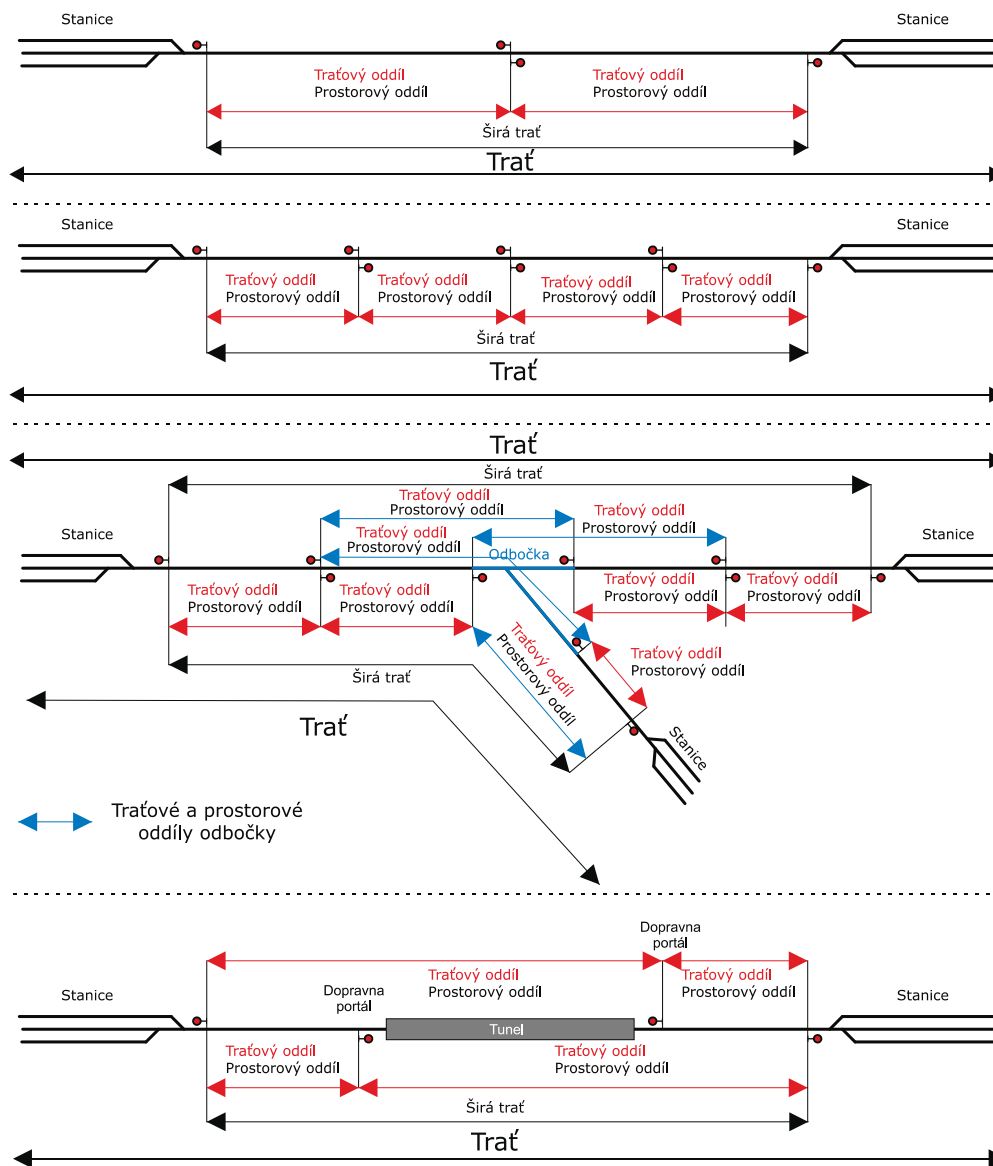 Stanice
Stanice
Traťový oddíl
Prostorový oddíl
Traťový oddíl
Prostorový oddíl
Širá trať
Trať
Stanice
Stanice
Traťový oddíl
Prostorový oddíl
Traťový oddíl
Prostorový oddíl
Traťový oddíl
Prostorový oddíl
Traťový oddíl
Prostorový oddíl
Širá trať
Trať
Trať
Širá trať
Traťový oddíl
Prostorový oddíl
Traťový oddíl
Prostorový oddíl
Traťový oddíl
Prostorový oddíl
Stanice
Stanice
Odbočka
Traťový oddíl
Prostorový oddíl
Traťový oddíl
Prostorový oddíl
Traťový oddíl
Prostorový oddíl
Traťový oddíl
Prostorový oddíl
Traťový oddíl
Prostorový oddíl
Traťový oddíl
Prostorový oddíl
Širá trať
Trať
Stanice
Traťové a prostorové
oddíly odbočky
Dopravna
portál
Traťový oddíl
Prostorový oddíl
Traťový oddíl
Prostorový oddíl
Stanice
Dopravna
portál
Stanice
Tunel
Traťový oddíl
Prostorový oddíl
Traťový oddíl
Prostorový oddíl
Širá trať
Trať